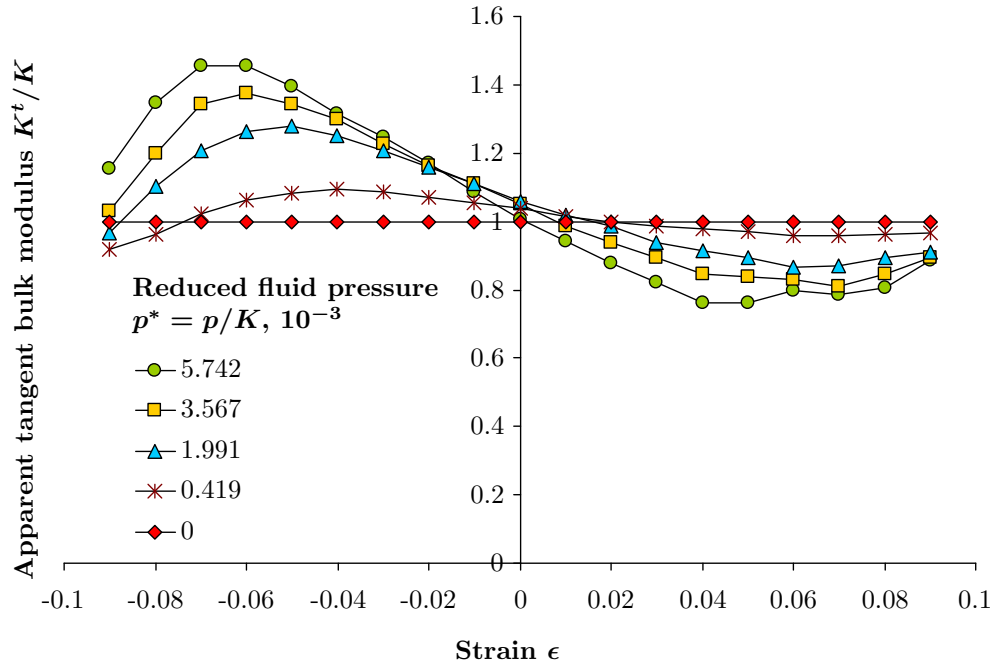 Apparent tangent bulk modulus K^t/K
1.6
1.4
1.2
1
0.8
0.6
0.4
0.2
0
Reduced fluid pressure
p* = p/K, 10⁻³
5.742
3.567
1.991
0.419
0
-0.1 -0.08 -0.06 -0.04 -0.02 0 0.02 0.04 0.06 0.08 0.1
Strain ϵ